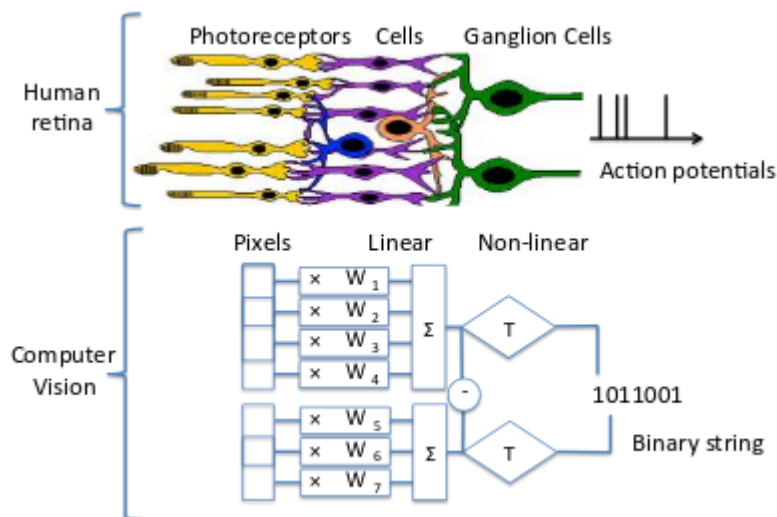 Photoreceptors Cells Ganglion Cells
Human
retina
Action potentials
Pixels Linear Non-linear
× W 1
× W 2
× W 3
× W 4
Σ
T
Computer
Vision
-
1011001
× W 5
× W 6
× W 7
Σ
T
Binary string